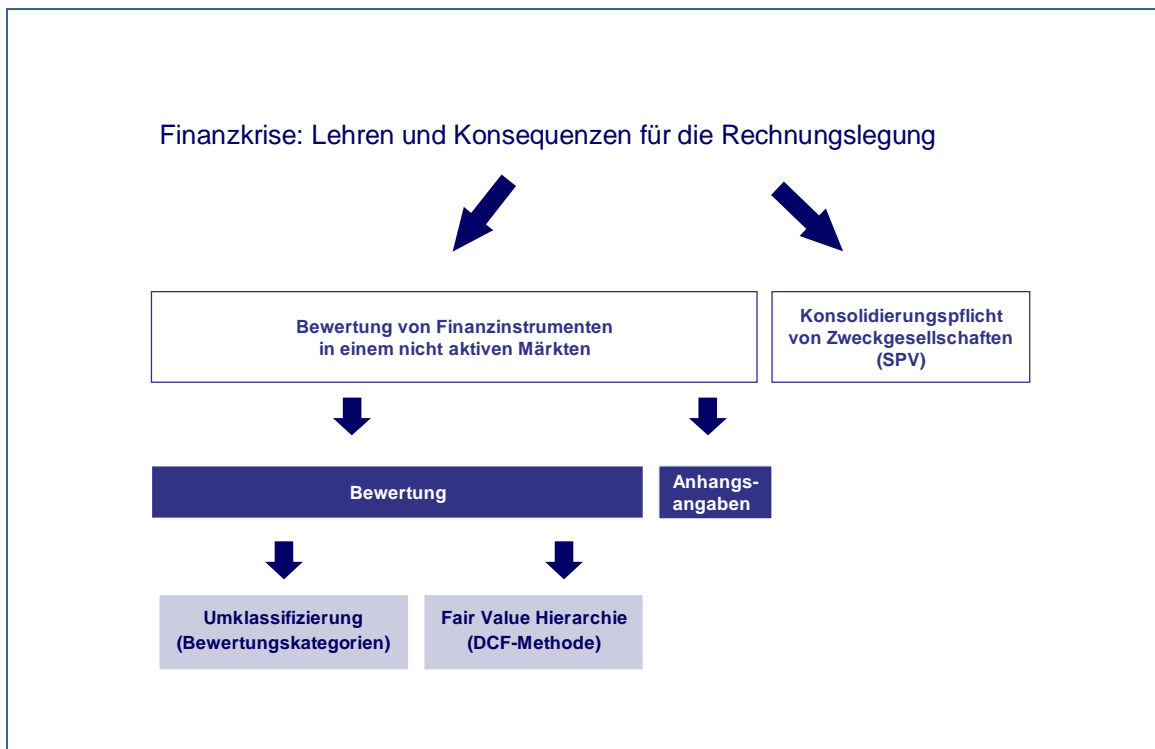 Finanzkrise: Lehren und Konsequenzen für die Rechnungslegung
Bewertung von Finanzinstrumenten
in einem nicht aktiven Märkten
Konsolidierungspflicht
von Zweckgesellschaften
(SPV)
Bewertung
Anhangs-
angaben
Umklassifizierung
(Bewertungskategorien)
Fair Value Hierarchie
(DCF-Methode)